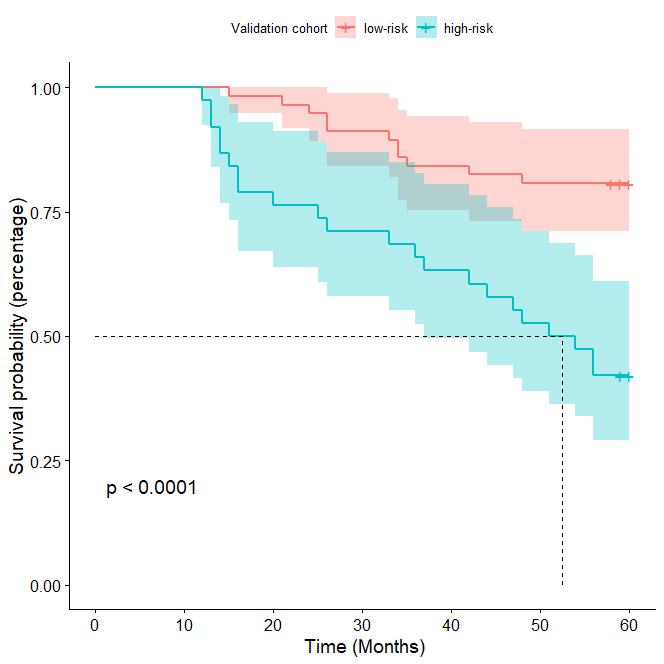 Validation cohort low-risk high-risk
1.00
0.75
0.50
0.25
0.00
Survival probability (percentage)
p < 0.0001
0 10 20 30 40 50 60
Time (Months)